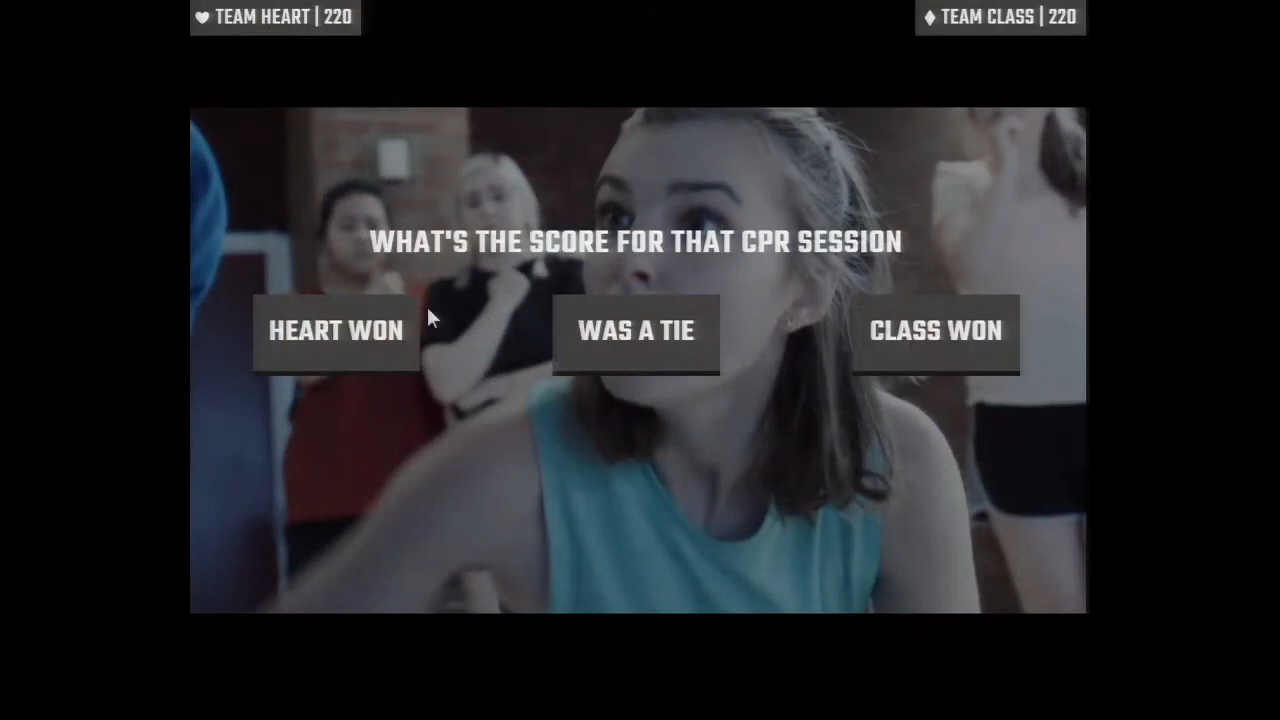 TEAM HEART | 220
TEAM CLASS | 220
WHAT'S THE SCORE FOR THAT CPR SESSION
HEART WON
WAS A TIE
CLASS WON